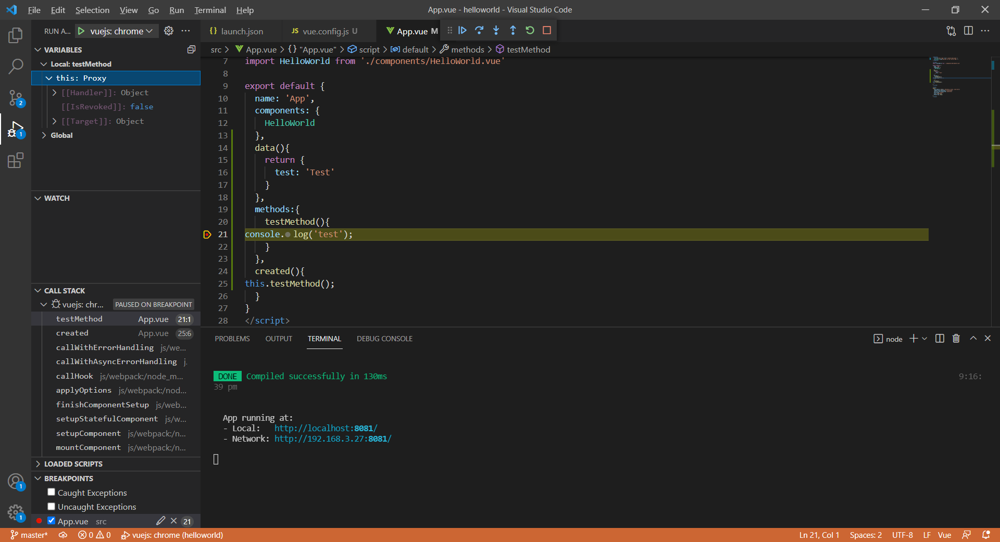 File Edit Selection View Go Run Terminal Help
App.vue - helloworld - Visual Studio Code
RUN A... vuejs: chrome
launch.json
JS vue.config.js U
App.vue M
src > App.vue > {} "App.vue" > script > default > methods > testMethod
VARIABLES
Local: testMethod
this: Proxy
[[Handler]]: Object
[[IsRevoked]]: false
[[Target]]: Object
Global
WATCH
CALL STACK
vuejs: chr... PAUSED ON BREAKPOINT
testMethod App.vue 21:1
created App.vue 25:6
callWithErrorHandling js/we...
callWithAsyncErrorHandling j.
callHook js/webpack:/node_m...
applyOptions js/webpack:/nod...
finishComponentSetup js/web...
setupStatefulComponent js/w...
setupComponent js/webpack:/n...
mountComponent js/webpack:/n...
LOADED SCRIPTS
BREAKPOINTS
Caught Exceptions
Uncaught Exceptions
App.vue src 21
2
1
1
1
7 import HelloWorld from './components/HelloWorld.vue'
8
9 export default {
10 name: 'App',
11 components: {
12 HelloWorld
13 },
14 data(){
15 return {
16 test: 'Test'
17 }
18 },
19 methods:{
20 testMethod(){
21 console.log('test');
22 }
23 },
24 created(){
25 this.testMethod();
26 }
27 }
28 </script>
PROBLEMS OUTPUT TERMINAL DEBUG CONSOLE
node
DONE Compiled successfully in 130ms 9:16:
39 pm
App running at:
- Local: http://localhost:8081/
- Network: http://192.168.3.27:8081/
master* 0 0 vuejs: chrome (helloworld)
Ln 21, Col 1 Spaces: 2 UTF-8 LF Vue